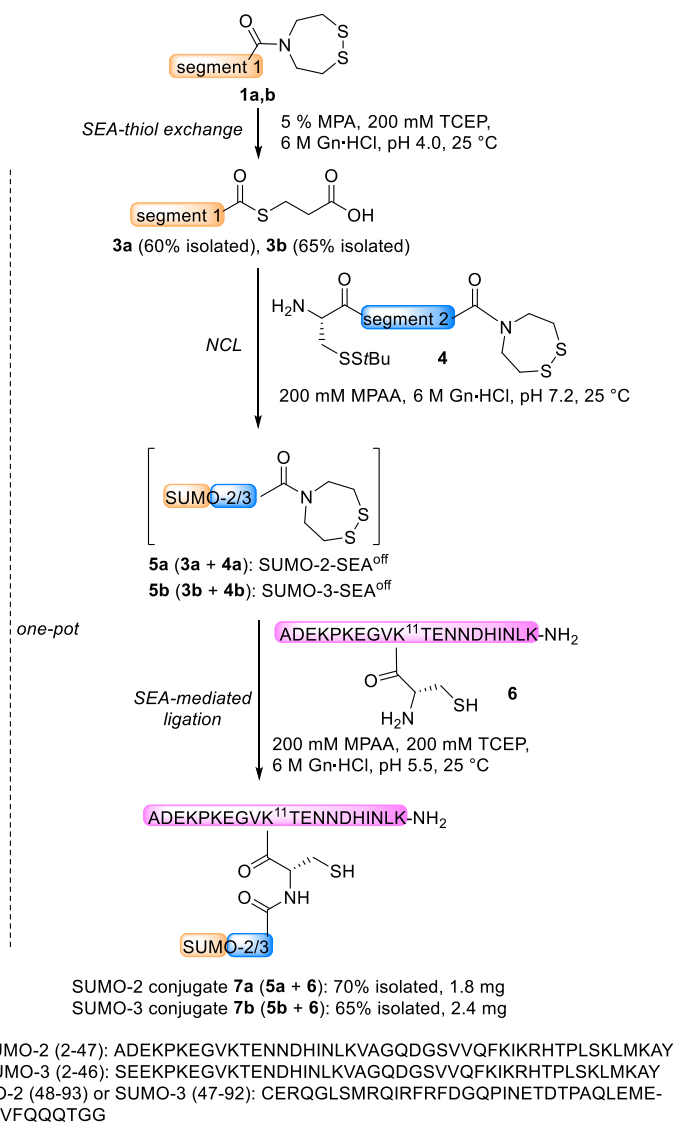 O
N
S
S
segment 1
1a,b
SEA-thiol exchange
5 % MPA, 200 mM TCEP,
6 M Gn·HCl, pH 4.0, 25 °C
O
O
segment 1
S
OH
3a (60% isolated), 3b (65% isolated)
O
O
H₂N
segment 2
N
S
S
SStBu
4
NCL
200 mM MPAA, 6 M Gn·HCl, pH 7.2, 25 °C
O
SUMO-2/3
N
S
S
5a (3a + 4a): SUMO-2-SEAᵒᶠᶠ
5b (3b + 4b): SUMO-3-SEAᵒᶠᶠ
one-pot
ADEKPKEGVK¹¹TENNDHINLK-NH₂
O
SH
H₂N
6
SEA-mediated
ligation
200 mM MPAA, 200 mM TCEP,
6 M Gn·HCl, pH 5.5, 25 °C
ADEKPKEGVK¹¹TENNDHINLK-NH₂
O
SH
O
NH
SUMO-2/3
SUMO-2 conjugate 7a (5a + 6): 70% isolated, 1.8 mg
SUMO-3 conjugate 7b (5b + 6): 65% isolated, 2.4 mg
UMO-2 (2-47): ADEKPKEGVKTENNDHINLKVAGQDGSVVQFKIKRHTPLSKLMKAY
UMO-3 (2-46): SEEKPKEGVKTENDHINLKVAGQDGSVVQFKIKRHTPLSKLMKAY
O-2 (48-93) or SUMO-3 (47-92): CERQGLSMRQIRFRFDGQPINETDTPAQLEME-
VFQQQTGG